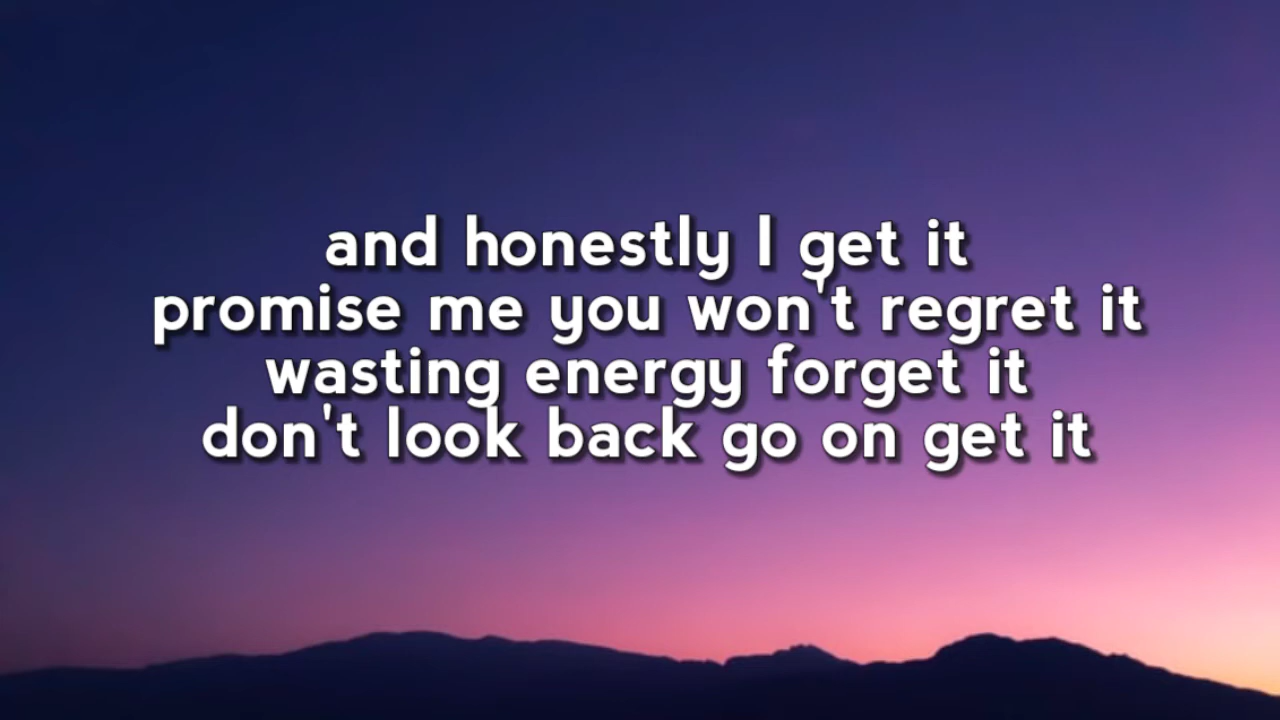 and honestly I get it
promise me you won't regret it
wasting energy forget it
don't look back go on get it